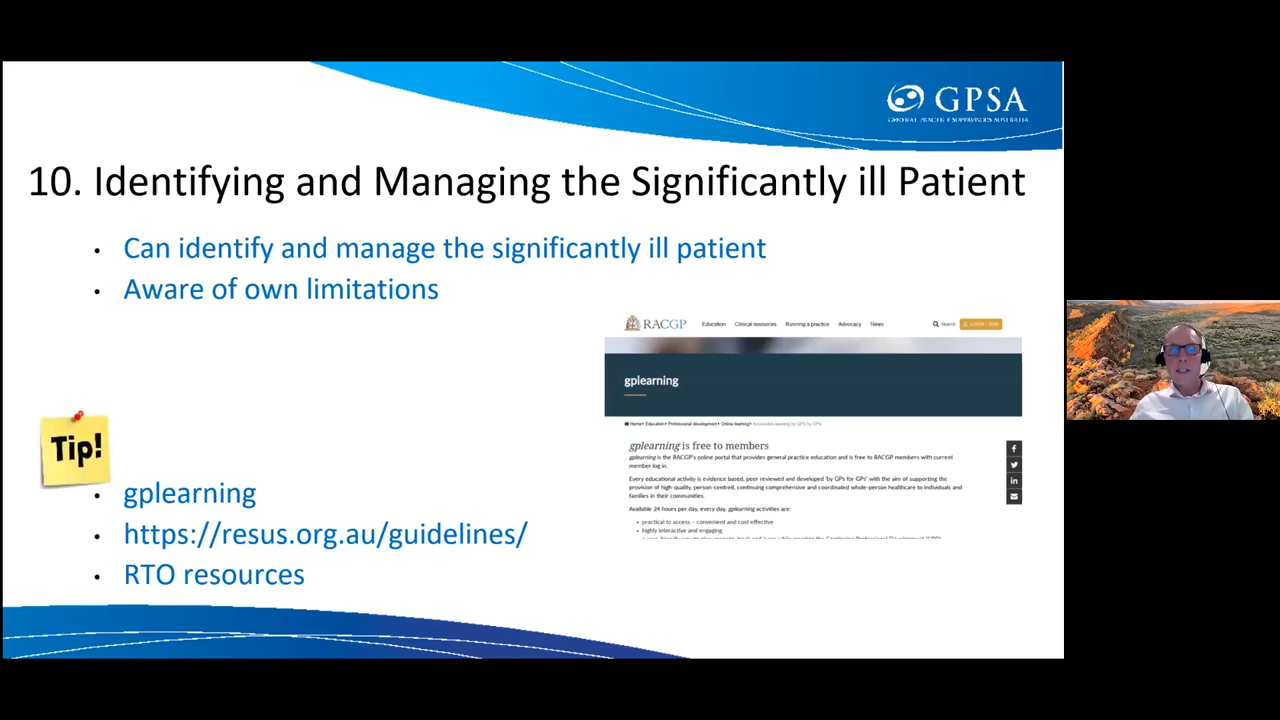 GPSA
GENERAL PRACTICE SUPERVISORS AUSTRALIA
10. Identifying and Managing the Significantly ill Patient
• Can identify and manage the significantly ill patient
• Aware of own limitations
RACGP
Education Clinical resources Running a practice Advocacy News Search
gplearning
Home Education Professional development Online learning Accessible learning for GPs by GPs
gplearning is free to members
gplearning is the RACGP's online portal that provides general practice education and is free to RACGP members with current
member log in.
Every educational activity is evidence based, peer reviewed and developed 'by GPs for GPs' with the aim of supporting the
provision of high-quality, person-centred, continuing comprehensive and coordinated whole-person healthcare to individuals and
families in their communities.
Available 24 hours per day, every day, gplearning activities are:
• practical to access – convenient and cost effective
• highly interactive and engaging
Tip!
• gplearning
• https://resus.org.au/guidelines/
• RTO resources